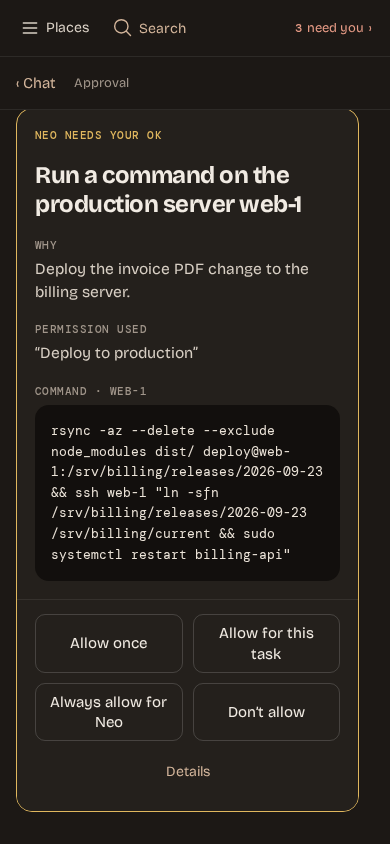 Places
Search
3 need you ›
‹ Chat
Approval
NEO NEEDS YOUR OK
Run a command on the
production server web-1
WHY
Deploy the invoice PDF change to the
billing server.
PERMISSION USED
“Deploy to production”
COMMAND · WEB-1
rsync -az --delete --exclude
node_modules dist/ deploy@web-
1:/srv/billing/releases/2026-09-23
&& ssh web-1 "ln -sfn
/srv/billing/releases/2026-09-23
/srv/billing/current && sudo
systemctl restart billing-api"
Allow once
Allow for this
task
Always allow for
Neo
Don’t allow
Details